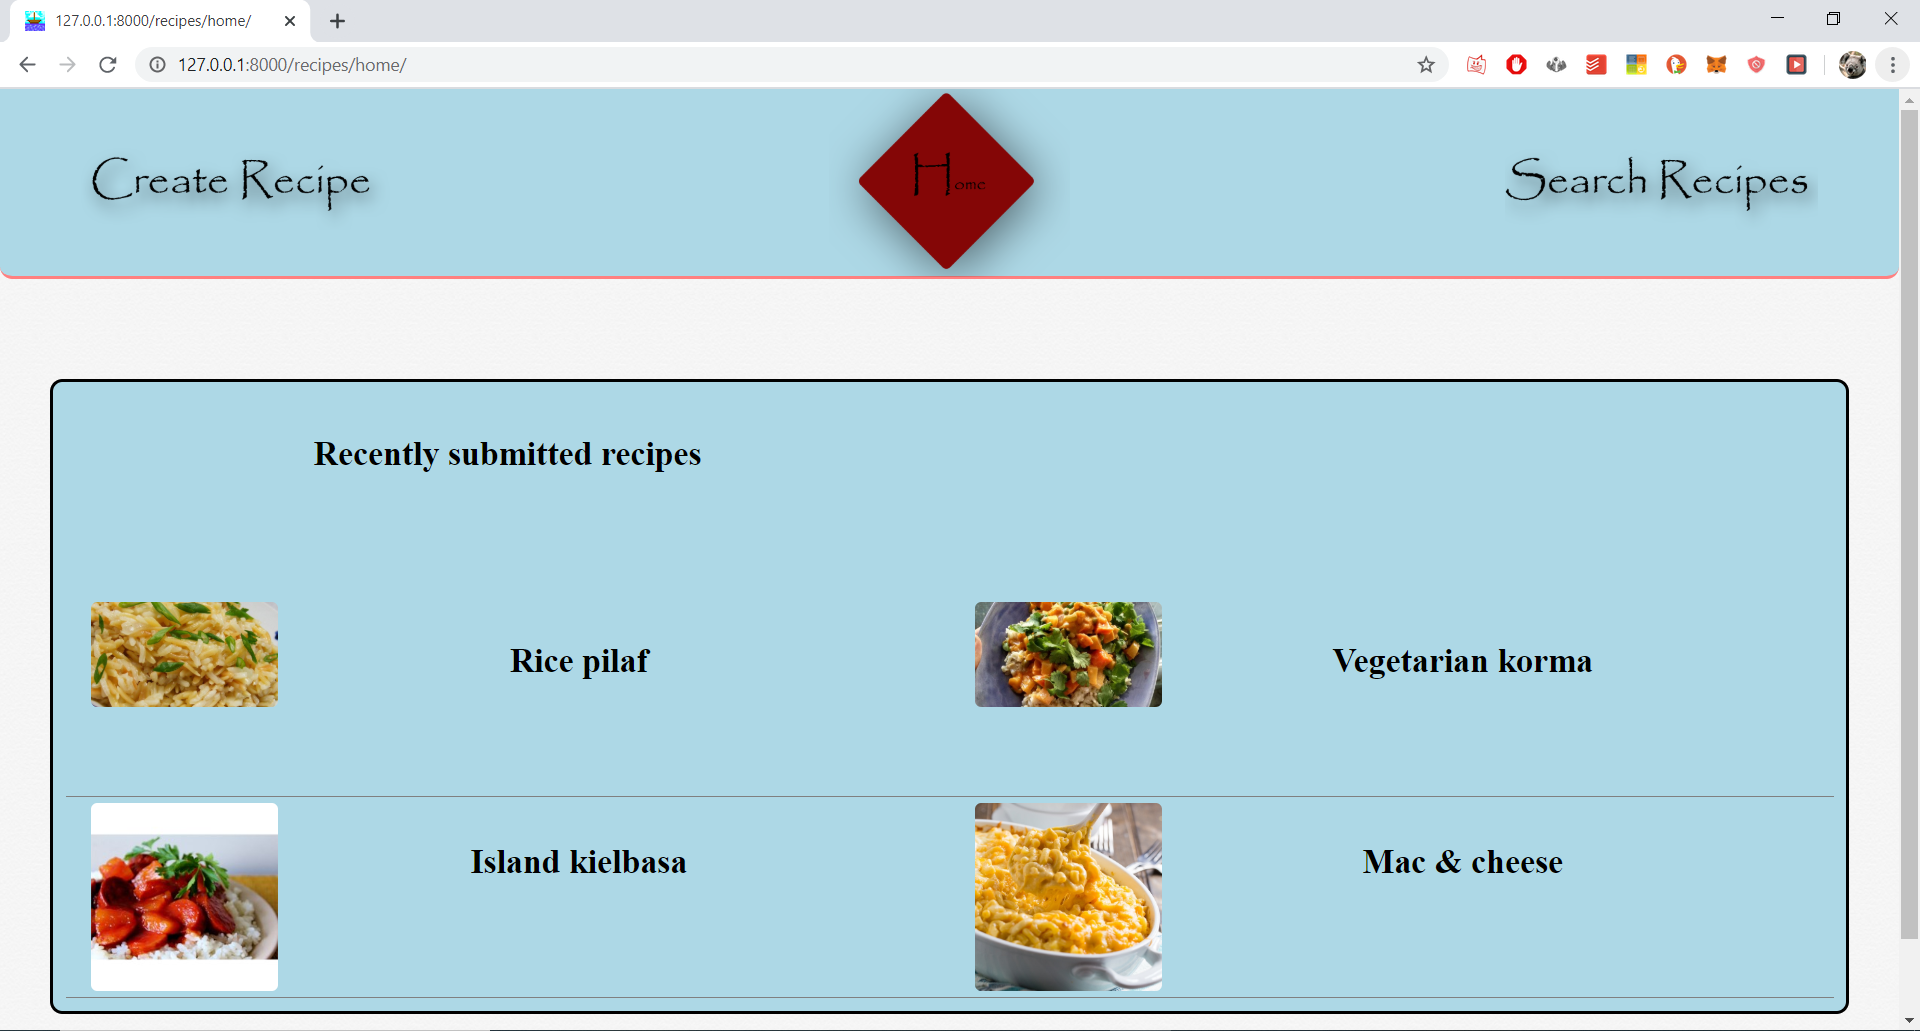 127.0.0.1:8000/recipes/home/
127.0.0.1:8000/recipes/home/
Create Recipe
Home
Search Recipes
Recently submitted recipes
Rice pilaf
Vegetarian korma
Island kielbasa
Mac & cheese